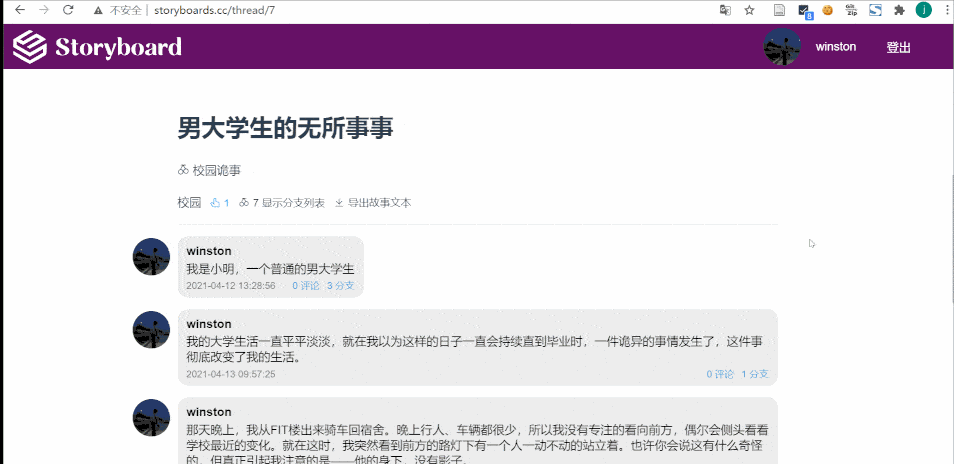 不安全 storyboards.cc/thread/7
8
j
Storyboard winston 登出
男大学生的无所事事
校园诡事
校园 1 7 显示分支列表 导出故事文本
winston
我是小明，一个普通的男大学生
2021-04-12 13:28:56 0 评论 3 分支
winston
我的大学生活一直平平淡淡，就在我以为这样的日子一直会持续直到毕业时，一件诡异的事情发生了，这件事
彻底改变了我的生活。
2021-04-13 09:57:25 0 评论 1 分支
winston
那天晚上，我从FIT楼出来骑车回宿舍。晚上行人、车辆都很少，所以我没有专注的看向前方，偶尔会侧头看看
学校最近的变化。就在这时，我突然看到前方的路灯下有一个人一动不动的站立着。也许你会说这有什么奇怪
的，但真正引起我注意的是——他的身下，没有影子。